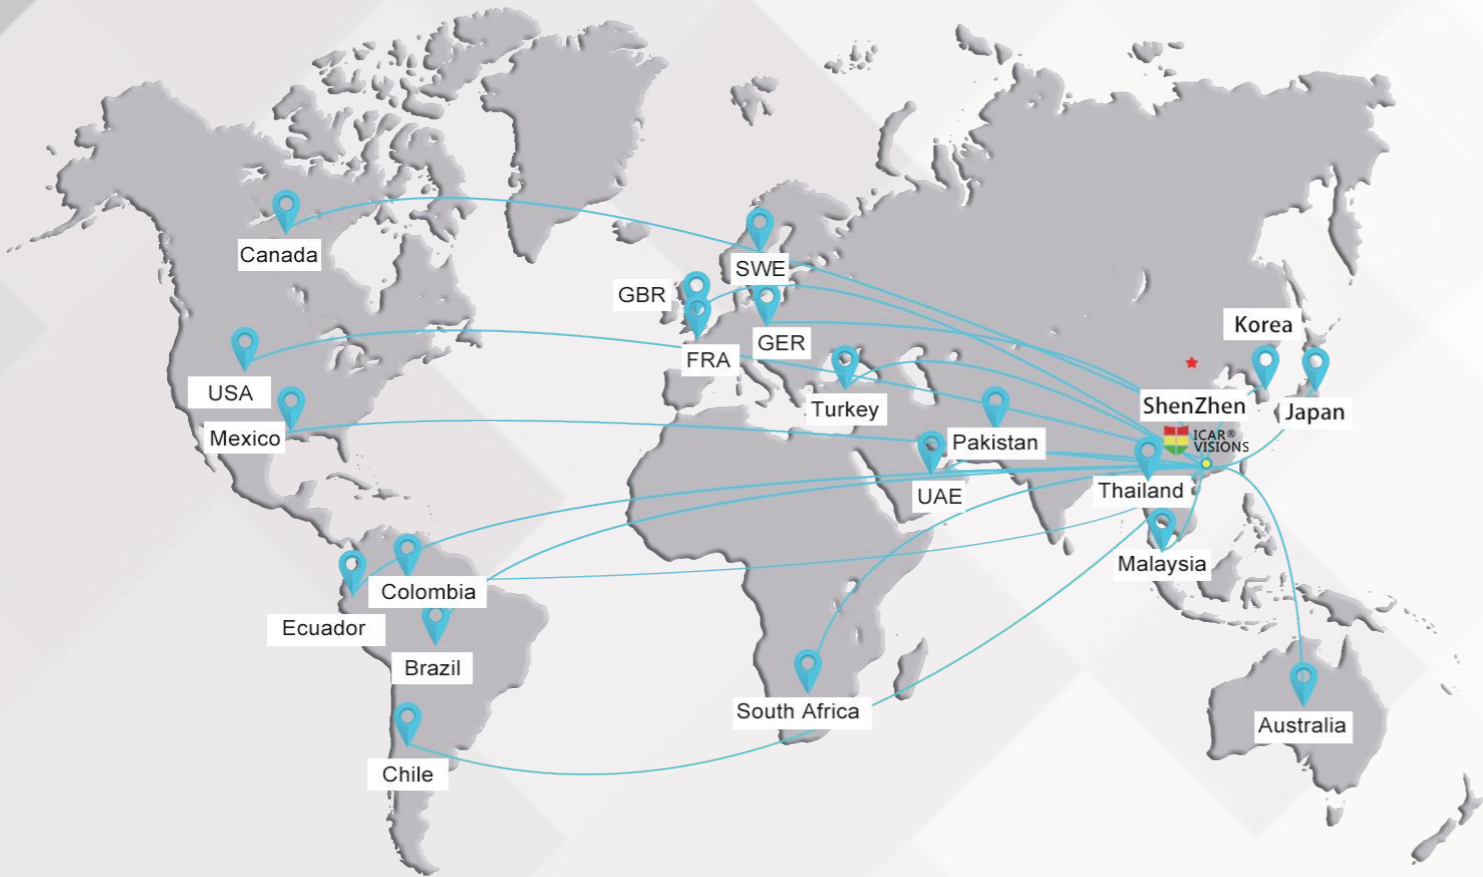 Canada
SWE
GBR
Korea
GER
FRA
USA
ShenZhen
Turkey
Japan
Mexico
Pakistan
ICAR®
VISIONS
UAE
Thailand
Malaysia
Colombia
Ecuador
Brazil
South Africa
Australia
Chile